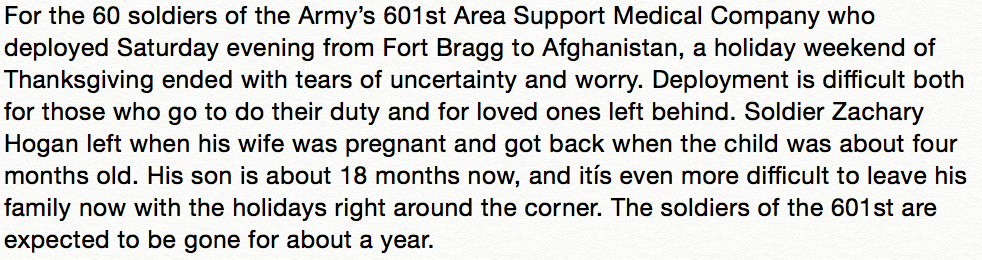 For the 60 soldiers of the Army’s 601st Area Support Medical Company who
deployed Saturday evening from Fort Bragg to Afghanistan, a holiday weekend of
Thanksgiving ended with tears of uncertainty and worry. Deployment is difficult both
for those who go to do their duty and for loved ones left behind. Soldier Zachary
Hogan left when his wife was pregnant and got back when the child was about four
months old. His son is about 18 months now, and itís even more difficult to leave his
family now with the holidays right around the corner. The soldiers of the 601st are
expected to be gone for about a year.